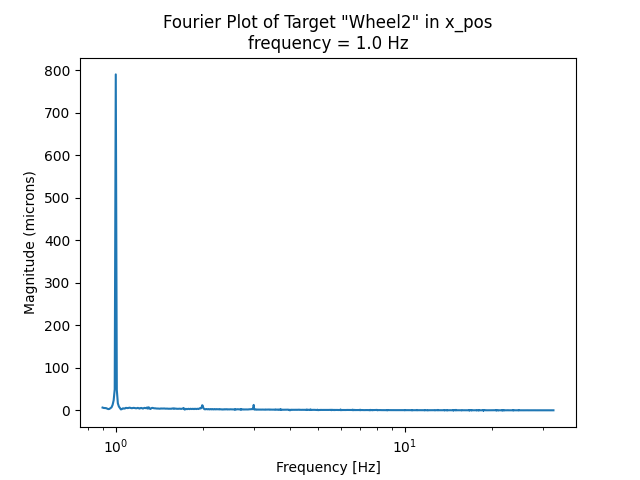 Fourier Plot of Target "Wheel2" in x_pos
frequency = 1.0 Hz
800
700
600
500
400
300
200
100
0
Magnitude (microns)
10⁰ 10¹
Frequency [Hz]